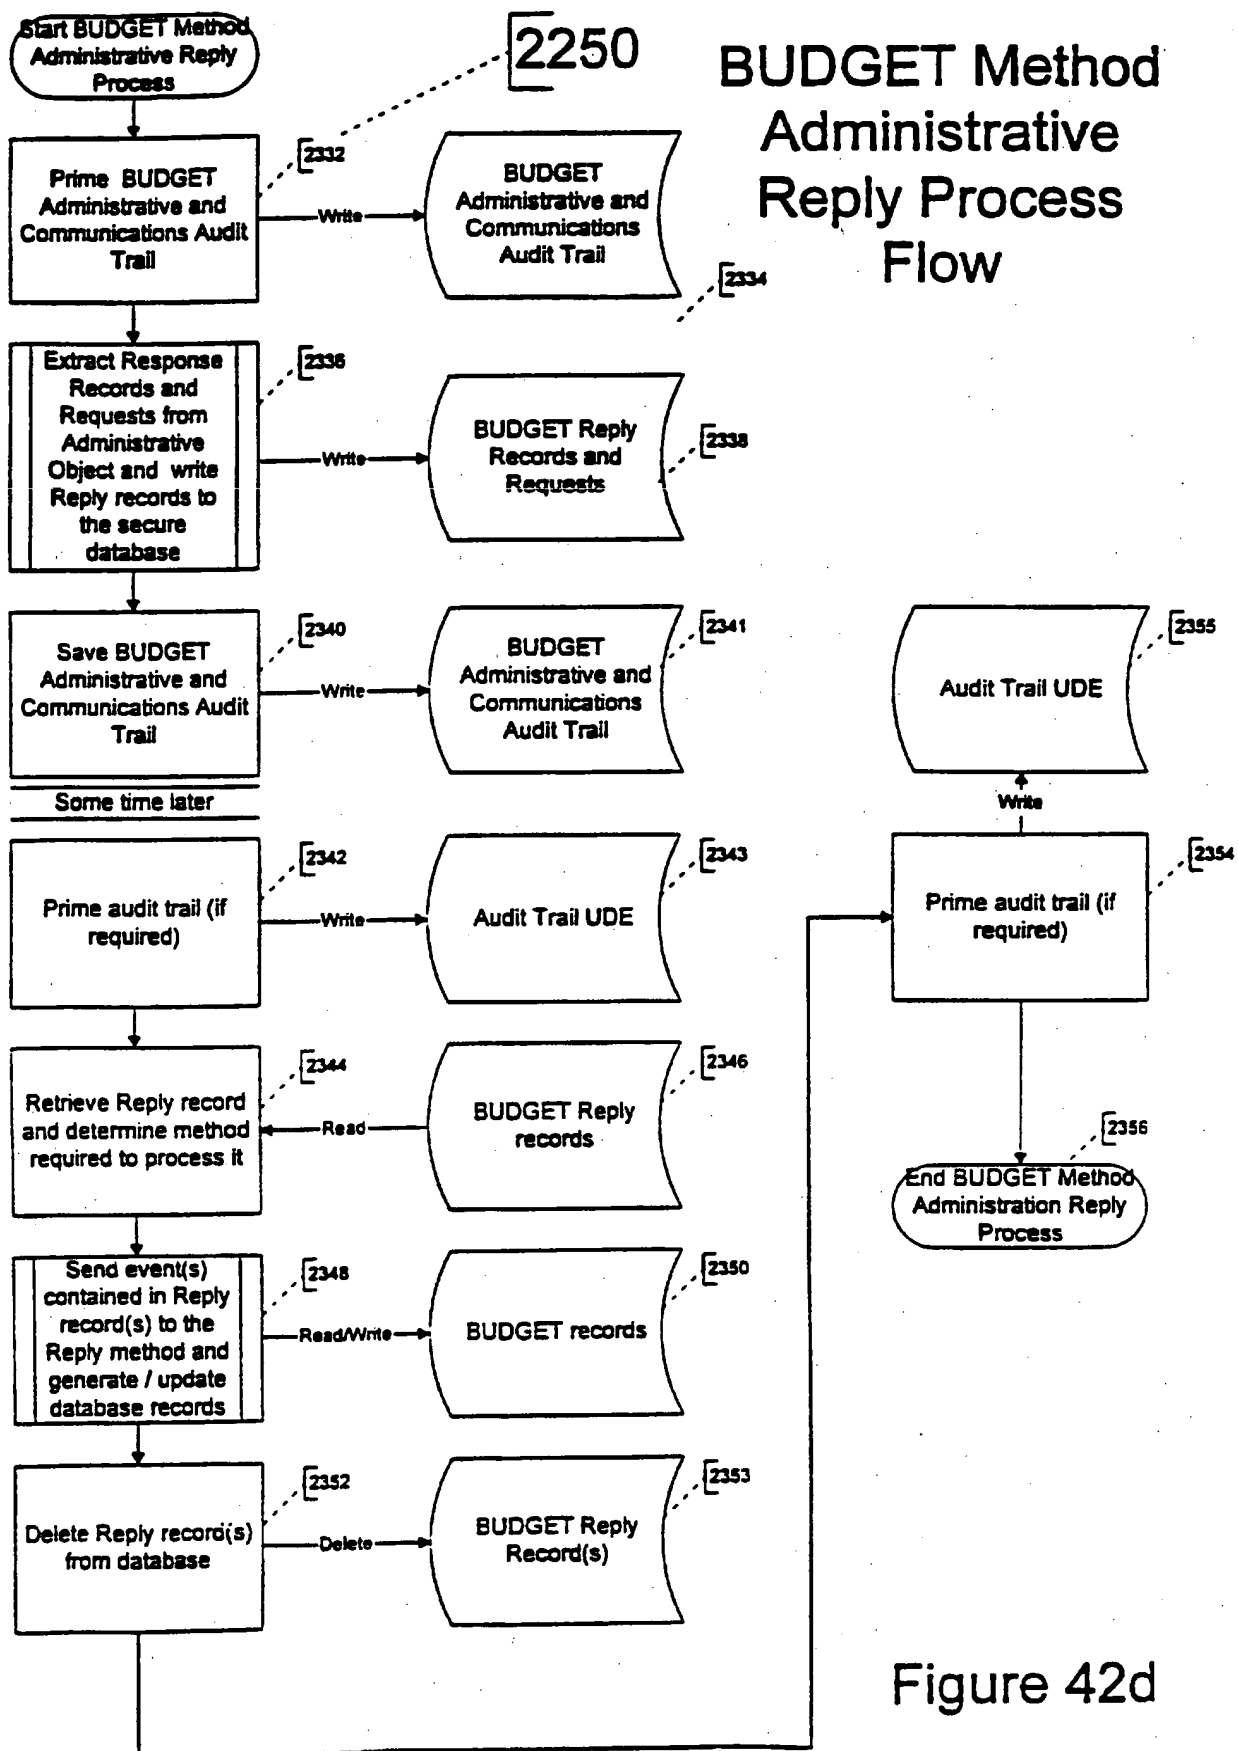 Start BUDGET Method
Administrative Reply
Process
2250
BUDGET Method
Administrative
Reply Process
Flow
Prime BUDGET
Administrative and
Communications Audit
Trail
2332
Write
BUDGET
Administrative and
Communications
Audit Trail
2334
Extract Response
Records and
Requests from
Administrative
Object and write
Reply records to
the secure
database
2336
Write
BUDGET Reply
Records and
Requests
2338
Save BUDGET
Administrative and
Communications Audit
Trail
2340
Write
BUDGET
Administrative and
Communications
Audit Trail
2341
Audit Trail UDE
2355
Write
Some time later
Prime audit trail (if
required)
2342
Write
Audit Trail UDE
2343
Prime audit trail (if
required)
2354
Retrieve Reply record
and determine method
required to process it
2344
Read
BUDGET Reply
records
2346
End BUDGET Method
Administration Reply
Process
2356
Send event(s)
contained in Reply
record(s) to the
Reply method and
generate / update
database records
2348
Read/Write
BUDGET records
2350
Delete Reply record(s)
from database
2352
Delete
BUDGET Reply
Record(s)
2353
Figure 42d